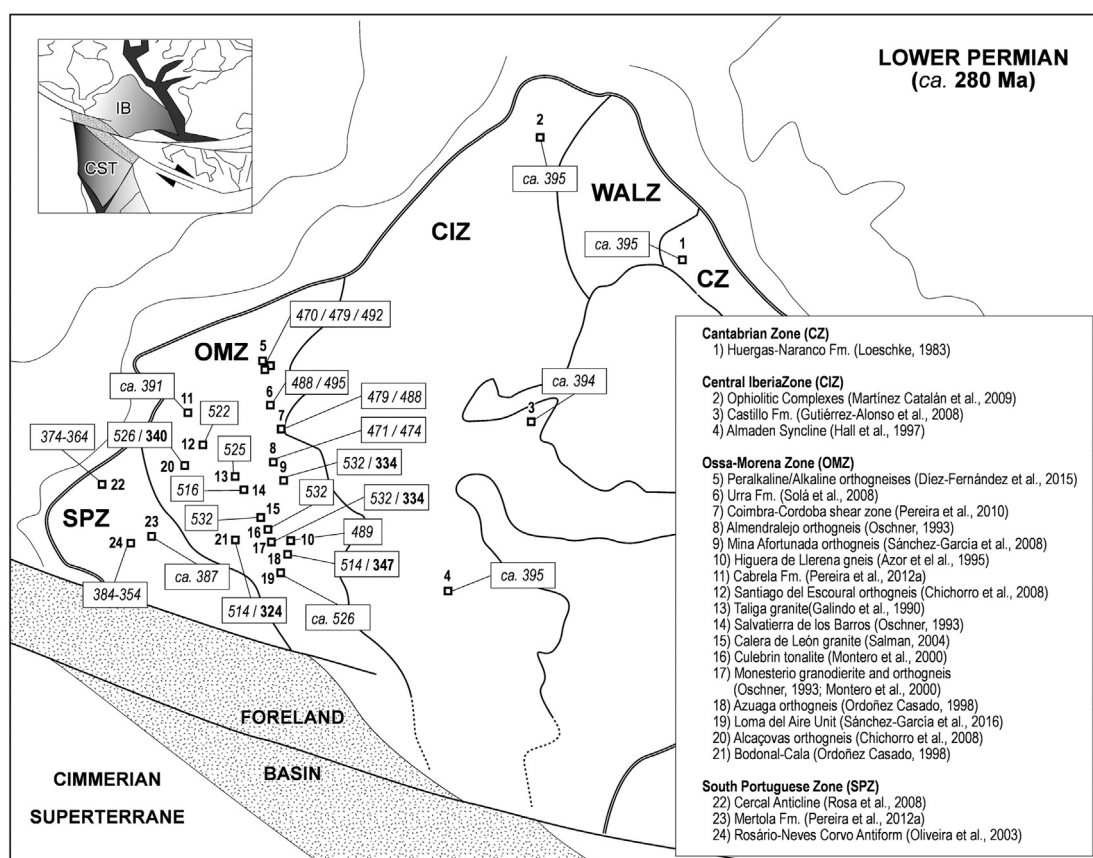 LOWER PERMIAN
(ca. 280 Ma)
IB
CST
2
ca. 395
WALZ
CIZ
ca. 395
1
CZ
470 / 479 / 492
OMZ
5
ca. 391
6
488 / 495
11
522
7
479 / 488
ca. 394
3
374-364
526 / 340
12
525
8
471 / 474
20
13
9
532 / 334
22
516
14
532
532 / 334
SPZ
23
532
15
16
24
21
17
10
489
18
514 / 347
384-354
ca. 387
19
4
ca. 395
514 / 324
ca. 526
FORELAND
BASIN
CIMMERIAN
SUPERTERRANE
Cantabrian Zone (CZ)
1) Huergas-Naranco Fm. (Loeschke, 1983)
Central IberiaZone (CIZ)
2) Ophiolitic Complexes (Martínez Catalán et al., 2009)
3) Castillo Fm. (Gutiérrez-Alonso et al., 2008)
4) Almaden Syncline (Hall et al., 1997)
Ossa-Morena Zone (OMZ)
5) Peralkaline/Alkaline orthogneises (Díez-Fernández et al., 2015)
6) Urra Fm. (Solá et al., 2008)
7) Coimbra-Cordoba shear zone (Pereira et al., 2010)
8) Almendralejo orthogneis (Oschner, 1993)
9) Mina Afortunada orthogneis (Sánchez-García et al., 2008)
10) Higuera de Llerena gneis (Azor et el al., 1995)
11) Cabrela Fm. (Pereira et al., 2012a)
12) Santiago del Escoural orthogneis (Chichorro et al., 2008)
13) Taliga granite(Galindo et al., 1990)
14) Salvatierra de los Barros (Oschner, 1993)
15) Calera de León granite (Salman, 2004)
16) Culebrin tonalite (Montero et al., 2000)
17) Monesterio granodierite and orthogneis
(Oschner, 1993; Montero et al., 2000)
18) Azuaga orthogneis (Ordoñez Casado, 1998)
19) Loma del Aire Unit (Sánchez-García et al., 2016)
20) Alcaçovas orthogneis (Chichorro et al., 2008)
21) Bodonal-Cala (Ordoñez Casado, 1998)
South Portuguese Zone (SPZ)
22) Cercal Anticline (Rosa et al., 2008)
23) Mertola Fm. (Pereira et al., 2012a)
24) Rosário-Neves Corvo Antiform (Oliveira et al., 2003)